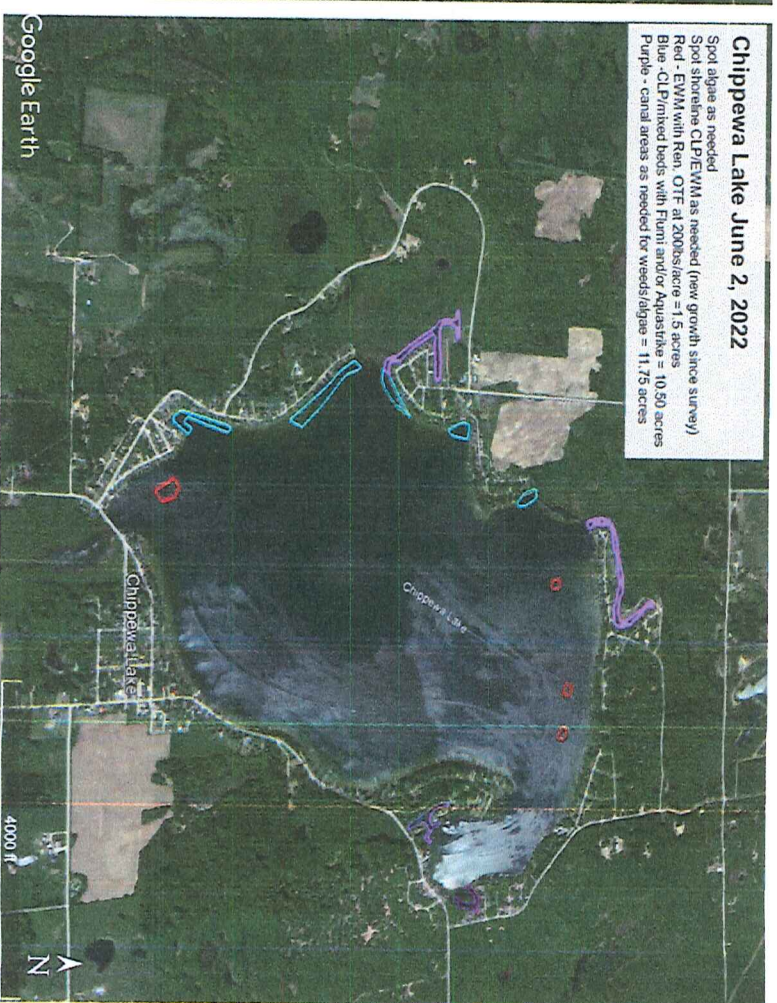 Chippewa Lake June 2, 2022
Spot algae as needed
Spot shoreline CLP/EWM as needed (new growth since survey)
Red - EWM with Ren. OTF at 200lbs/acre =1.5 acres
Blue -CLP/mixed beds with Flumi and/or Aquastrike = 10.50 acres
Purple - canal areas as needed for weeds/algae = 11.75 acres
Chippewa Lake
Chippewa Lake
Google Earth
4000 ft
N